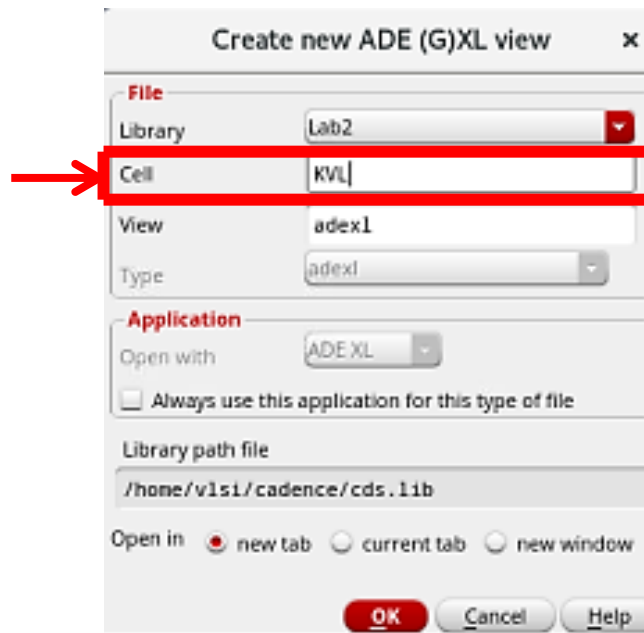 Create new ADE (G)XL view ×
File
Library Lab2
Cell KVL
View adexl
Type adexl
Application
Open with ADE XL
Always use this application for this type of file
Library path file
/home/vlsi/cadence/cds.lib
Open in new tab current tab new window
OK Cancel Help